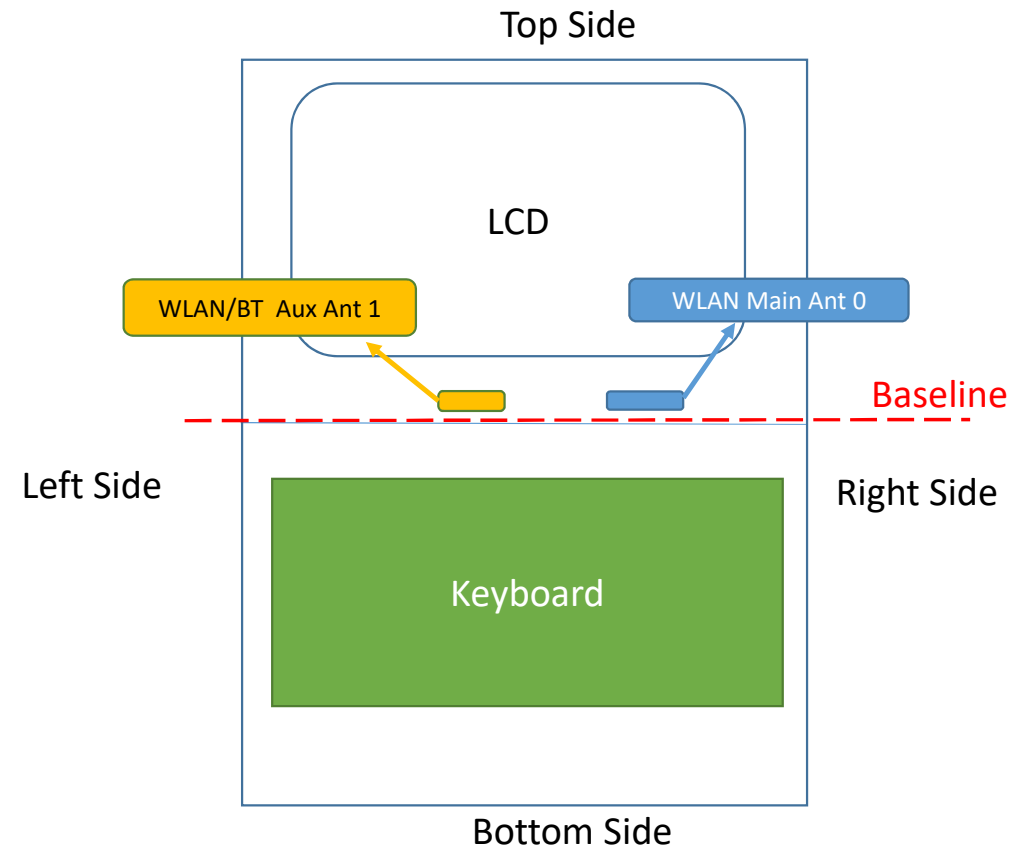 Top Side
LCD
WLAN/BT Aux Ant 1
WLAN Main Ant 0
Baseline
Left Side
Right Side
Keyboard
Bottom Side